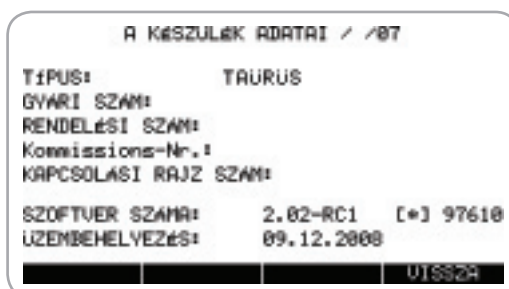 A KéSZULéK ADATAI / /07
TíPUS: TAURUS
GYARI SZAM:
RENDELéSI SZAM:
Kommissions-Nr.:
KAPCSOLASI RAJZ SZAM:
SZOFTVER SZAMA: 2.02-RC1 [*] 97610
UZEMBEHELYEZéS: 09.12.2008
VISSZA